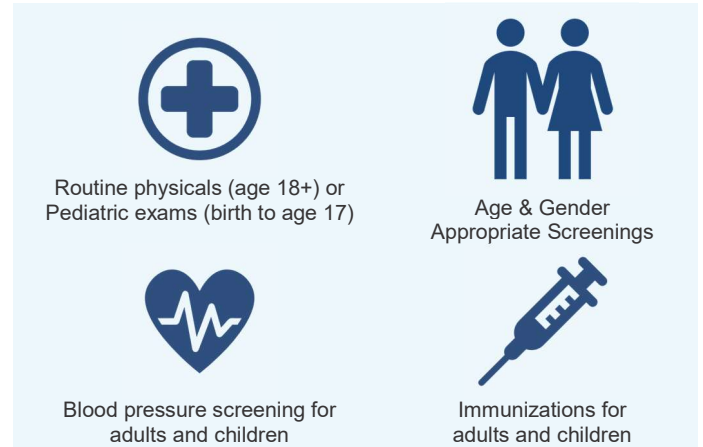 Routine physicals (age 18+) or
Pediatric exams (birth to age 17)
Age & Gender
Appropriate Screenings
Blood pressure screening for
adults and children
Immunizations for
adults and children